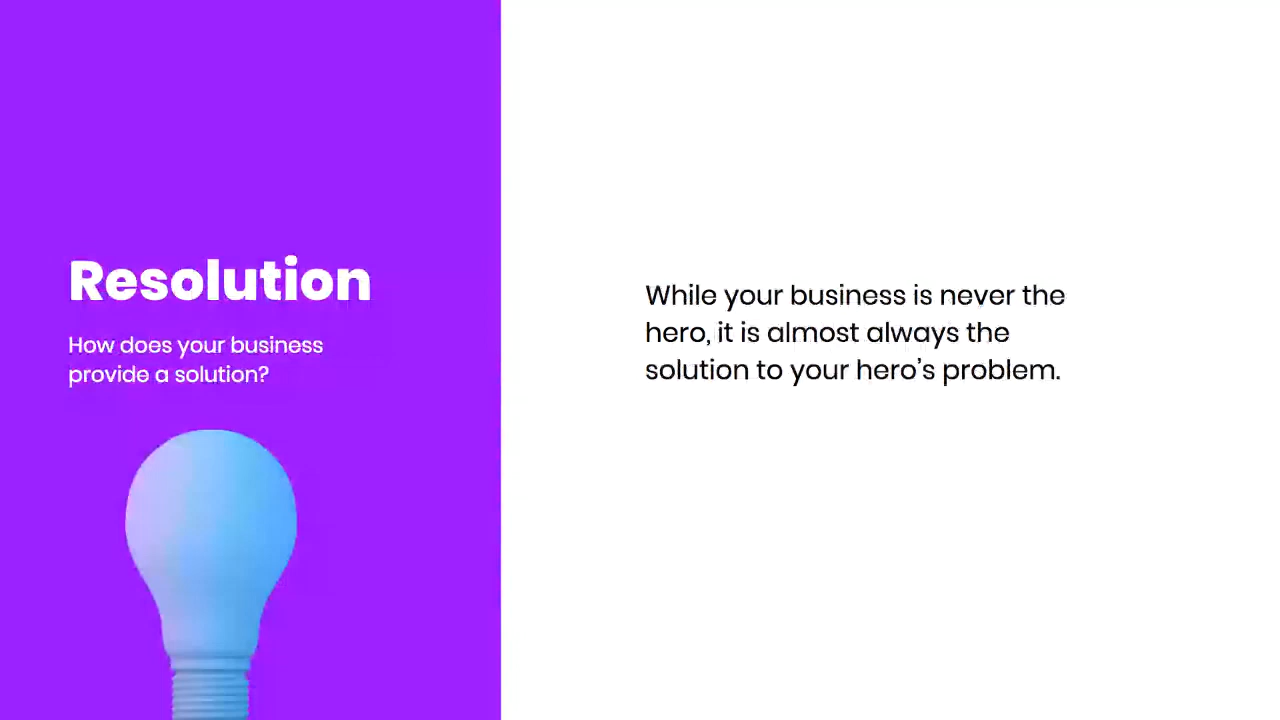 Resolution
How does your business
provide a solution?
While your business is never the
hero, it is almost always the
solution to your hero’s problem.